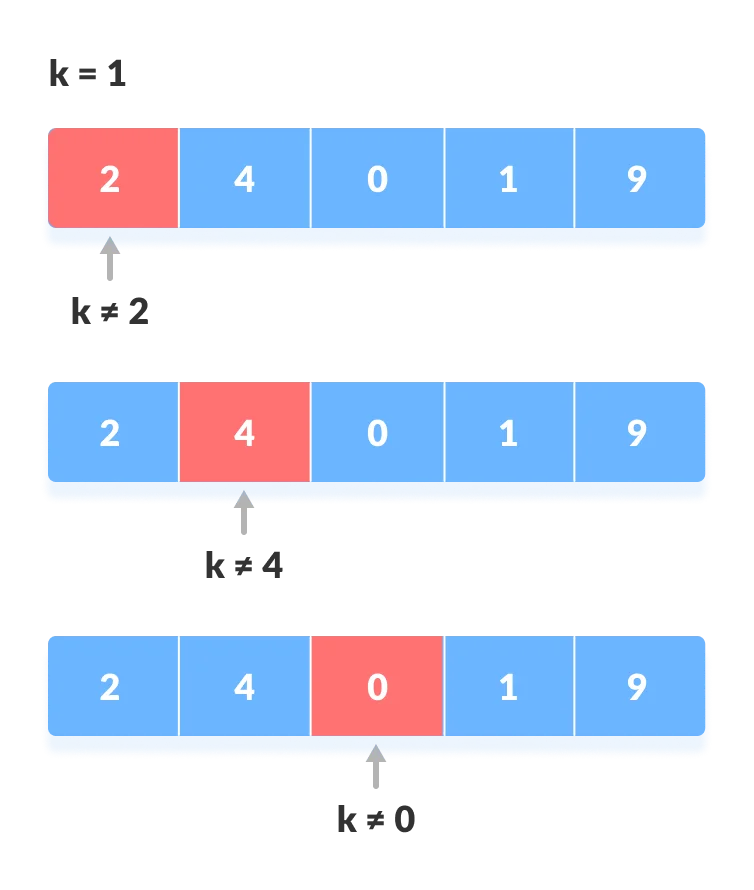 k = 1
2 4 0 1 9
k ≠ 2
2 4 0 1 9
k ≠ 4
2 4 0 1 9
k ≠ 0